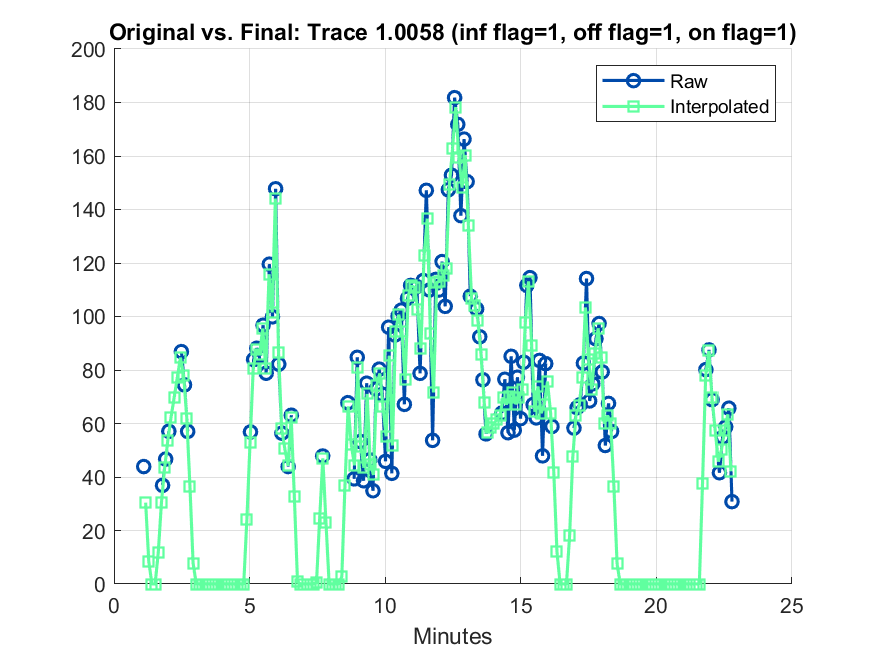 Original vs. Final: Trace 1.0058 (inf flag=1, off flag=1, on flag=1)
200
180
160
140
120
100
80
60
40
20
0
Raw
Interpolated
0 5 10 15 20 25
Minutes